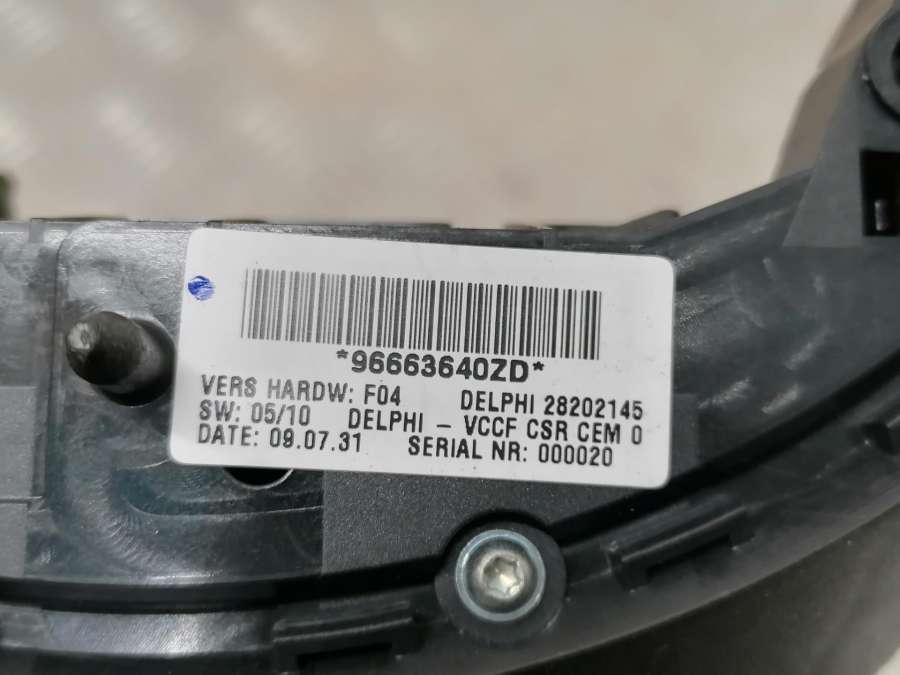 *96663640ZD*
VERS HARDW: F04 DELPHI 28202145
SW: 05/10 DELPHI - VCCF CSR CEM 0
DATE: 09.07.31 SERIAL NR: 000020